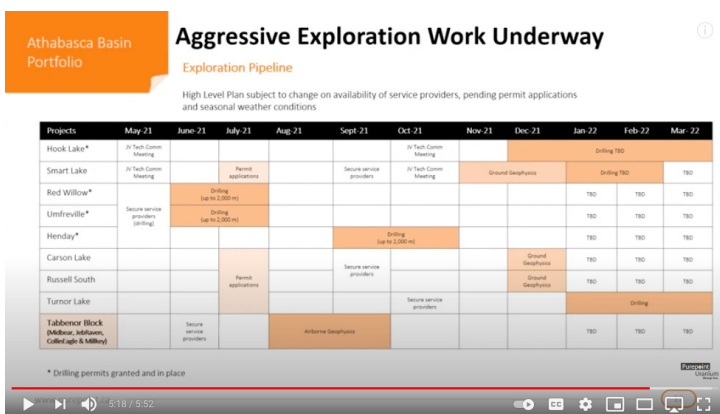 Athabasca Basin
Portfolio
Aggressive Exploration Work Underway
Exploration Pipeline
High Level Plan subject to change on availability of service providers, pending permit applications
and seasonal weather conditions
Projects May-21 June-21 July-21 Aug-21 Sept-21 Oct-21 Nov-21 Dec-21 Jan-22 Feb-22 Mar- 22
Hook Lake* JV Tech Comm Meeting JV Tech Comm Meeting Drilling TBD
Smart Lake JV Tech Comm Meeting Permit applications Secure service providers JV Tech Comm Meeting Ground Geophysics Drilling TBD TBD
Red Willow* Drilling (up to 2,000 m) TBD TBD TBD
Umfreville* Secure service providers (drilling) Drilling (up to 2,000 m) TBD TBD TBD
Henday* Drilling (up to 2,000 m) TBD TBD TBD
Carson Lake Secure service providers Ground Geophysics TBD TBD TBD
Russell South Permit applications Ground Geophysics TBD TBD TBD
Turnor Lake Secure service providers Drilling
Tabbenor Block
(Midbear, JebRaven,
CollinEagle & Millkey) Secure service providers Airborne Geophysics TBD TBD TBD
* Drilling permits granted and in place
Purepoint
Uranium
5:18 / 5:52
CC